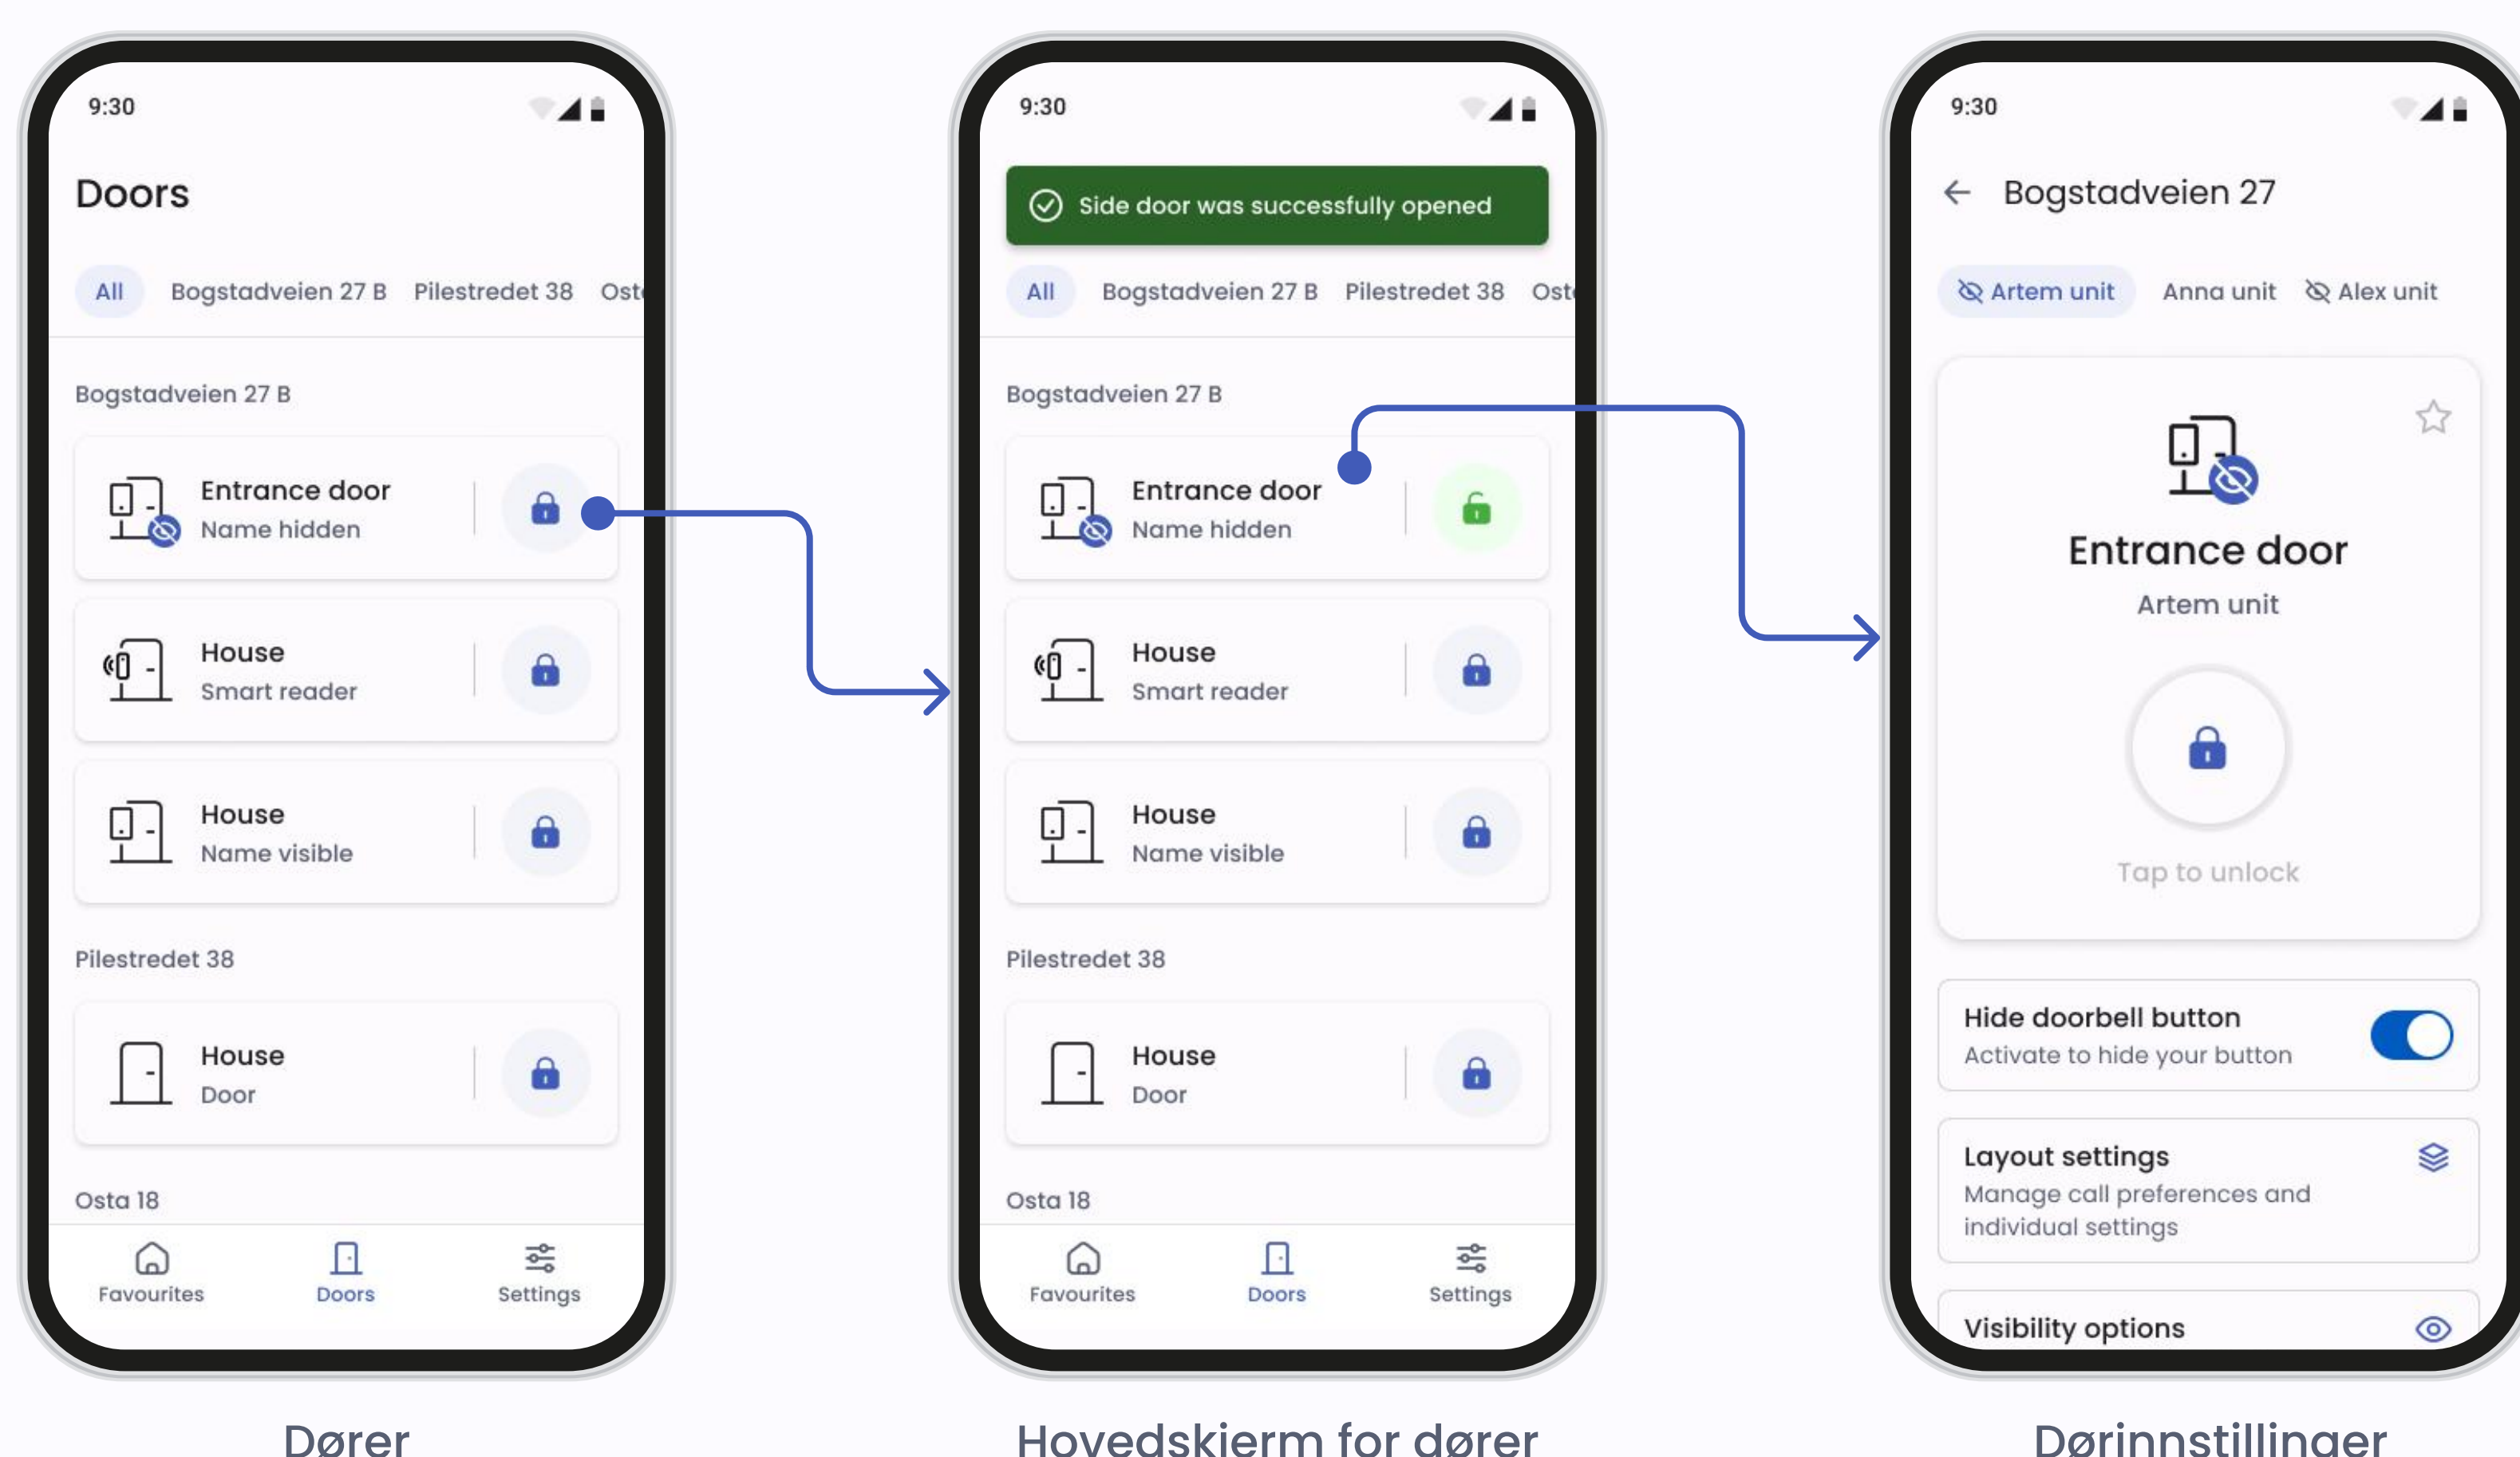 9:30
Doors
All Bogstadveien 27 B Pilestredet 38
Bogstadveien 27 B
Entrance door
Name hidden
House
Smart reader
House
Name visible
Pilestredet 38
House
Door
Osta 18
Favourites Doors Settings
Dører
9:30
Side door was successfully opened
All Bogstadveien 27 B Pilestredet 38
Bogstadveien 27 B
Entrance door
Name hidden
House
Smart reader
House
Name visible
Pilestredet 38
House
Door
Osta 18
Favourites Doors Settings
Hovedskjerm for dører
9:30
Bogstadveien 27
Artem unit Anna unit Alex unit
Entrance door
Artem unit
Tap to unlock
Hide doorbell button
Activate to hide your button
Layout settings
Manage call preferences and
individual settings
Visibility options
Dørinnstillinger